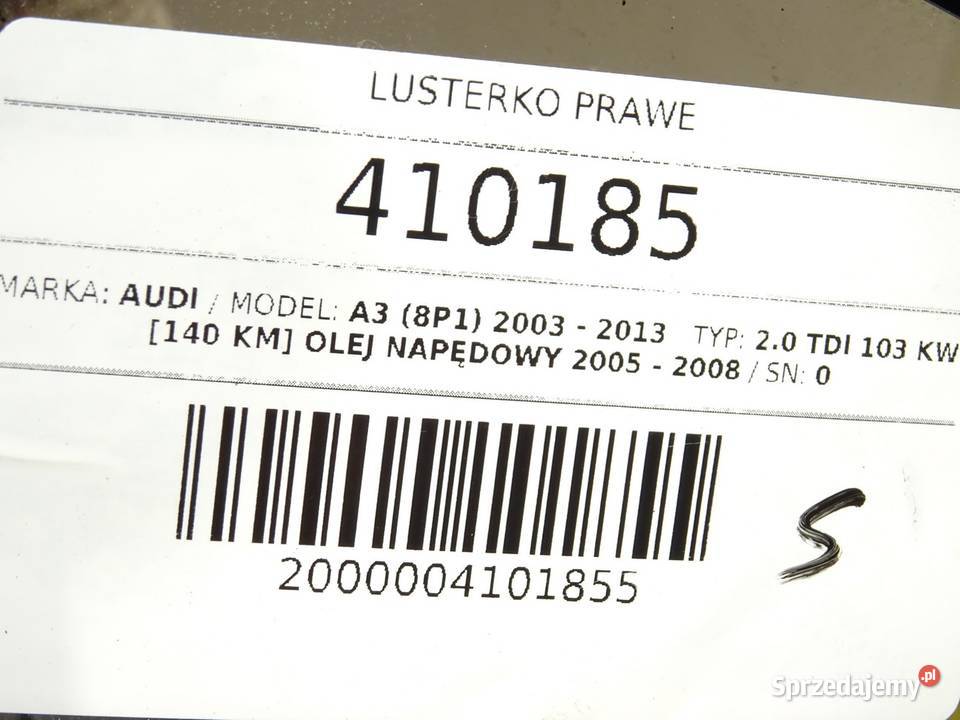 LUSTERKO PRAWE
410185
MARKA: AUDI / MODEL: A3 (8P1) 2003 - 2013 TYP: 2.0 TDI 103 KW
[140 KM] OLEJ NAPĘDOWY 2005 - 2008 / SN: 0
2000004101855
S
Sprzedajemy.pl